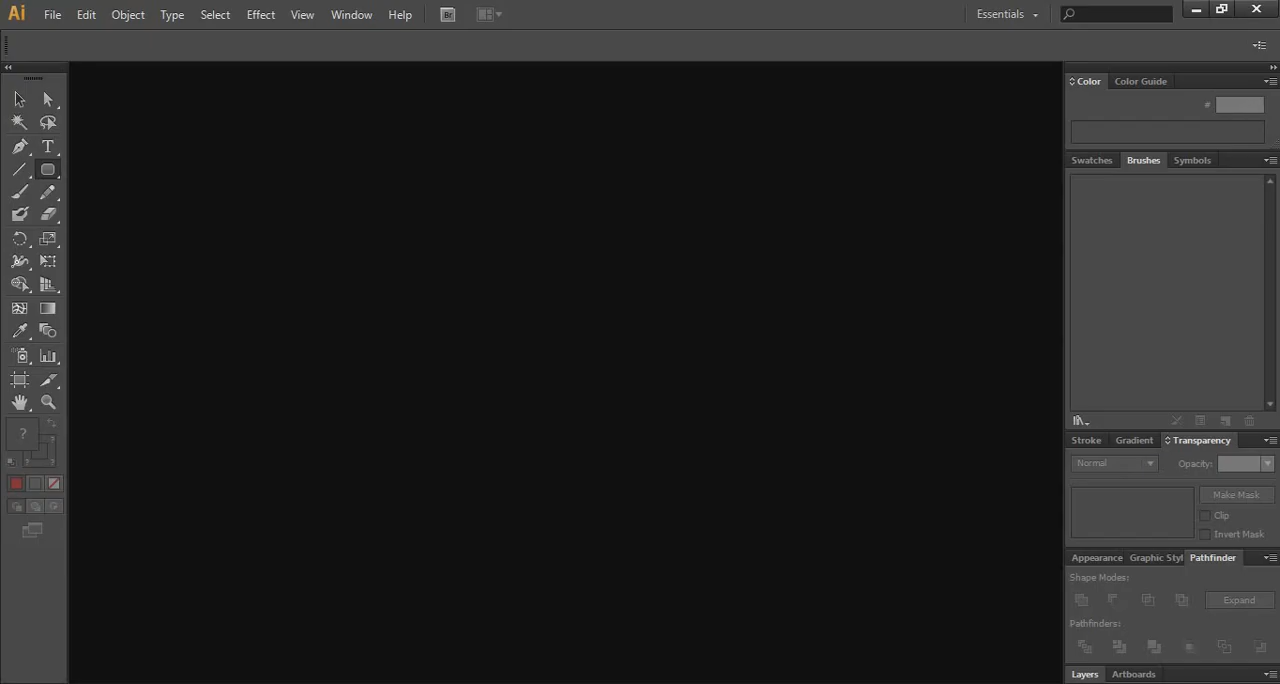 Ai File Edit Object Type Select Effect View Window Help Br Essentials
Color Color Guide
#
Swatches Brushes Symbols
T
Stroke Gradient Transparency
Normal Opacity:
? ?
? ?
Make Mask
Clip
Invert Mask
Appearance Graphic Styl Pathfinder
Shape Modes:
Expand
Pathfinders:
Layers Artboards